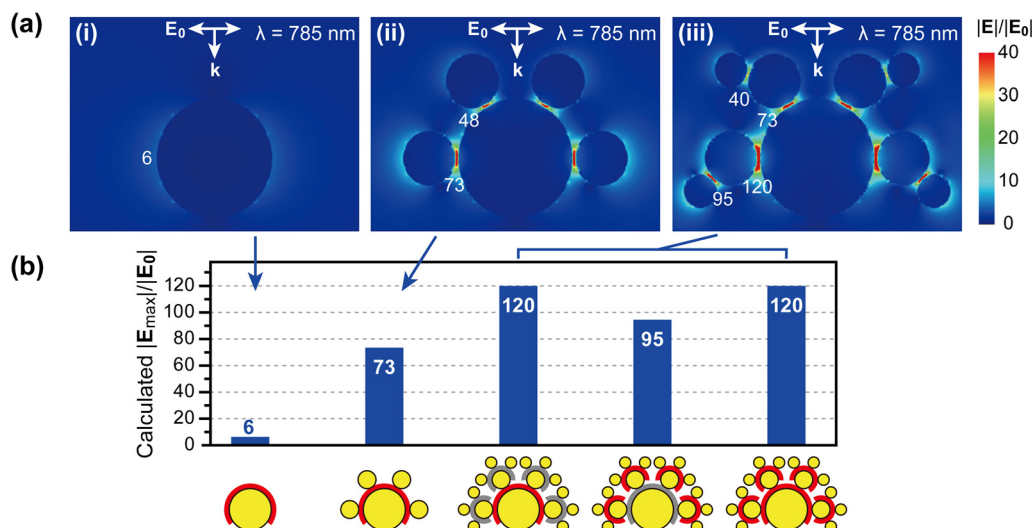 (a)
(i)
E₀
λ = 785 nm
k
6
(ii)
E₀
λ = 785 nm
k
48
73
(iii)
E₀
λ = 785 nm
k
40
73
120
95
|E|/|E₀|
40
30
20
10
0
(b)
Calculated |Eₘₐₓ|/|E₀|
120
100
80
60
40
20
0
6
73
120
95
120